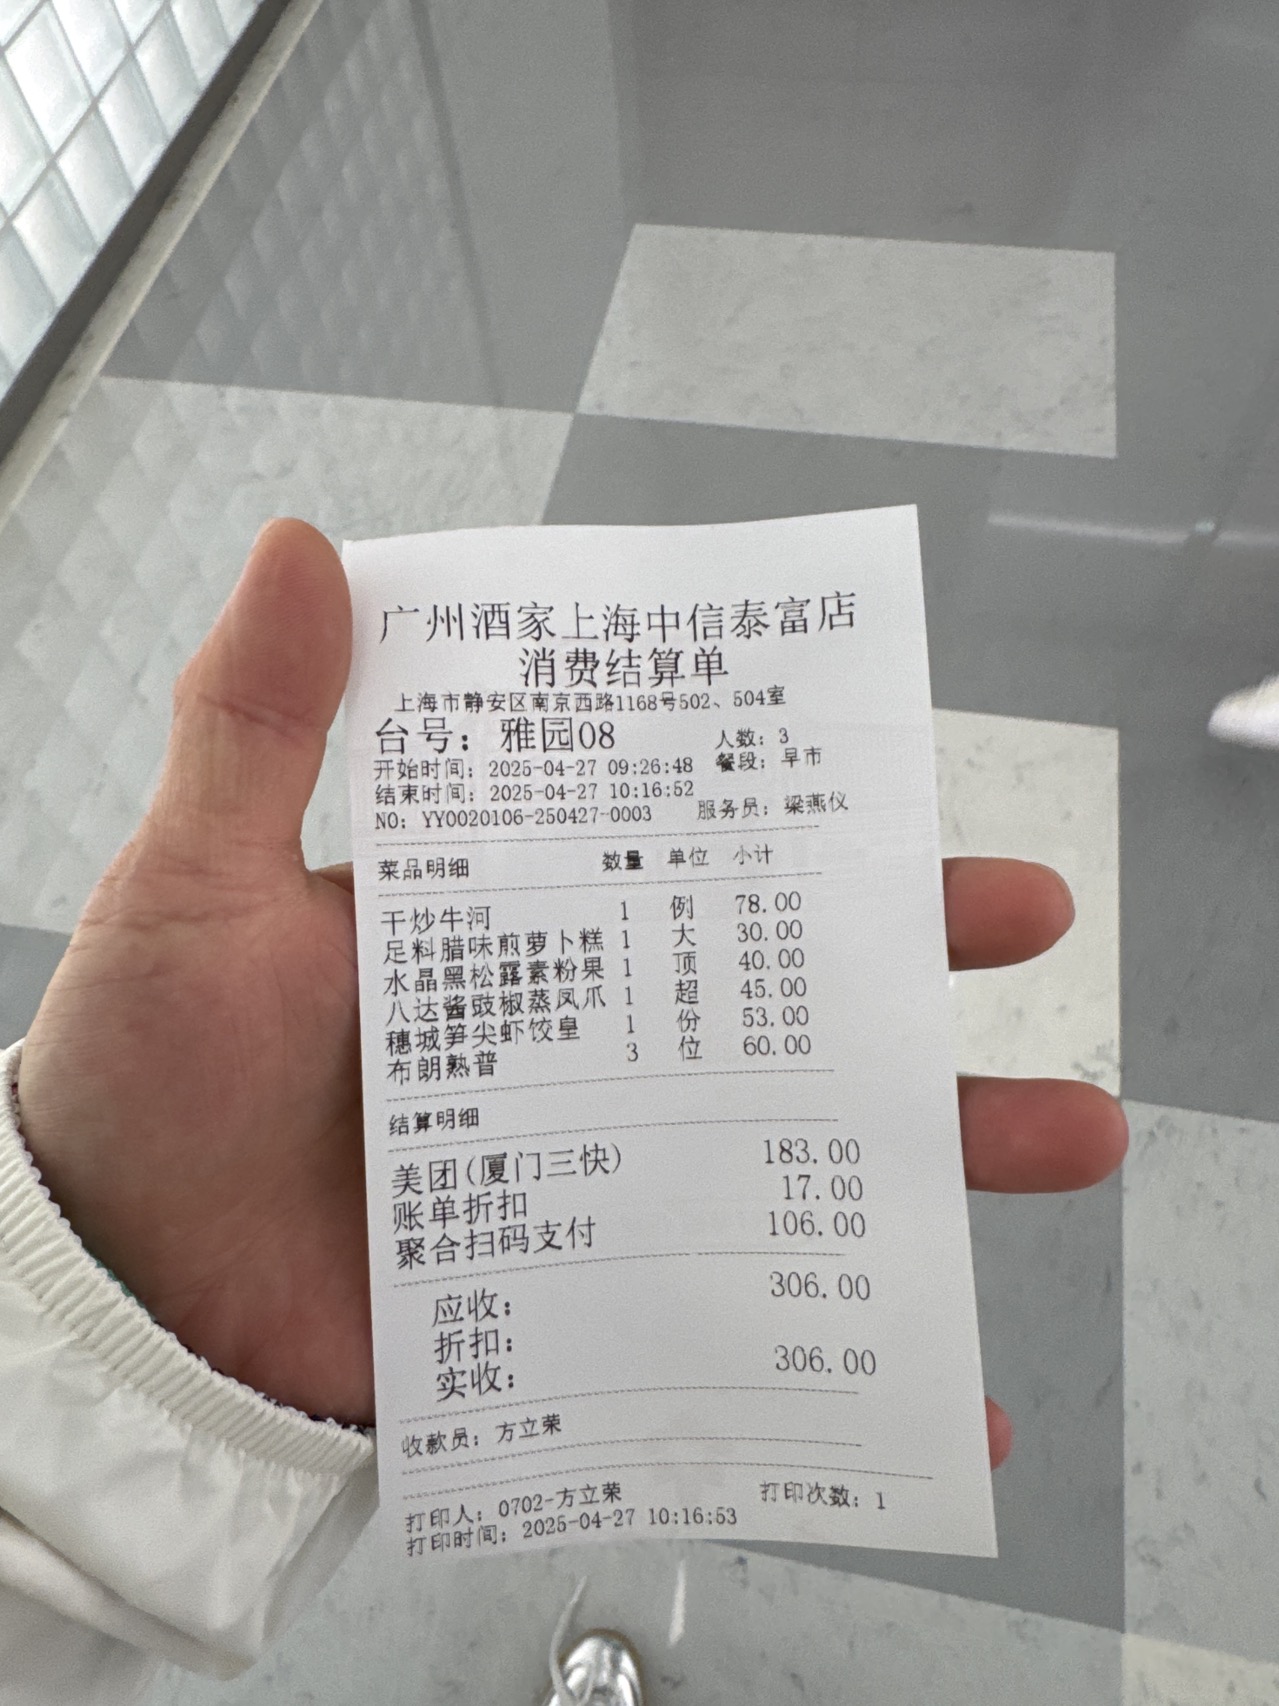 广州酒家上海中信泰富店
消费结算单
上海市静安区南京西路1168号502、504室
台号：雅园08 人数：3
开始时间：2025-04-27 09:26:48 餐段：早市
结束时间：2025-04-27 10:16:52
NO：YY0020106-250427-0003 服务员：梁燕仪
菜品明细 数量 单位 小计
干炒牛河 1 例 78.00
足料腊味煎萝卜糕 1 大 30.00
水晶黑松露素粉果 1 顶 40.00
八达酱豉椒蒸凤爪 1 超 45.00
穗城笋尖虾饺皇 1 份 53.00
布朗熟普 3 位 60.00
结算明细
美团(厦门三快) 183.00
账单折扣 17.00
聚合扫码支付 106.00
应收： 306.00
折扣：
实收： 306.00
收款员：方立荣
打印人：0702-方立荣 打印次数：1
打印时间：2025-04-27 10:16:53